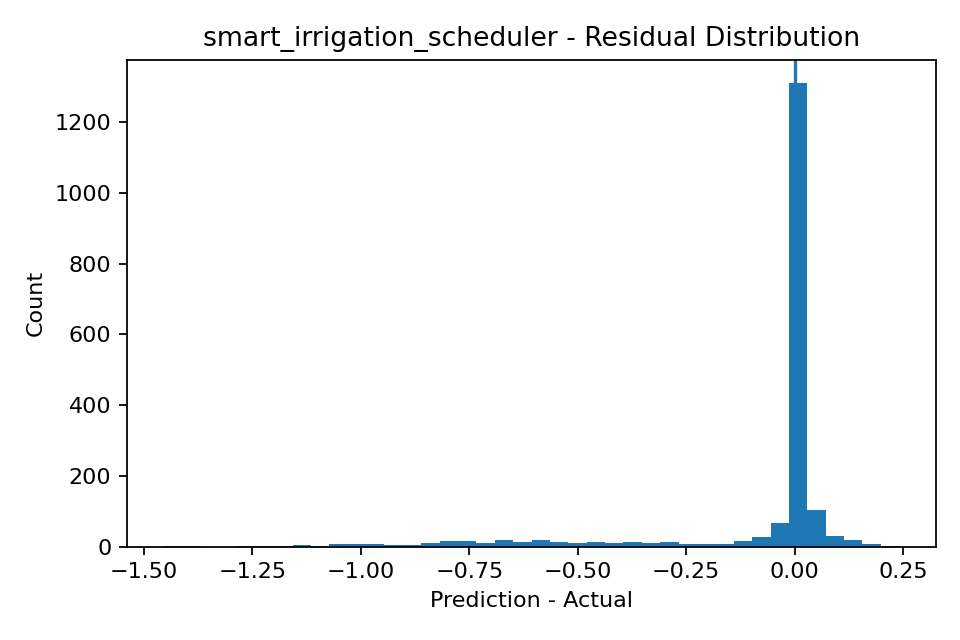 smart_irrigation_scheduler - Residual Distribution
Count
1200
1000
800
600
400
200
0
−1.50 −1.25 −1.00 −0.75 −0.50 −0.25 0.00 0.25
Prediction - Actual